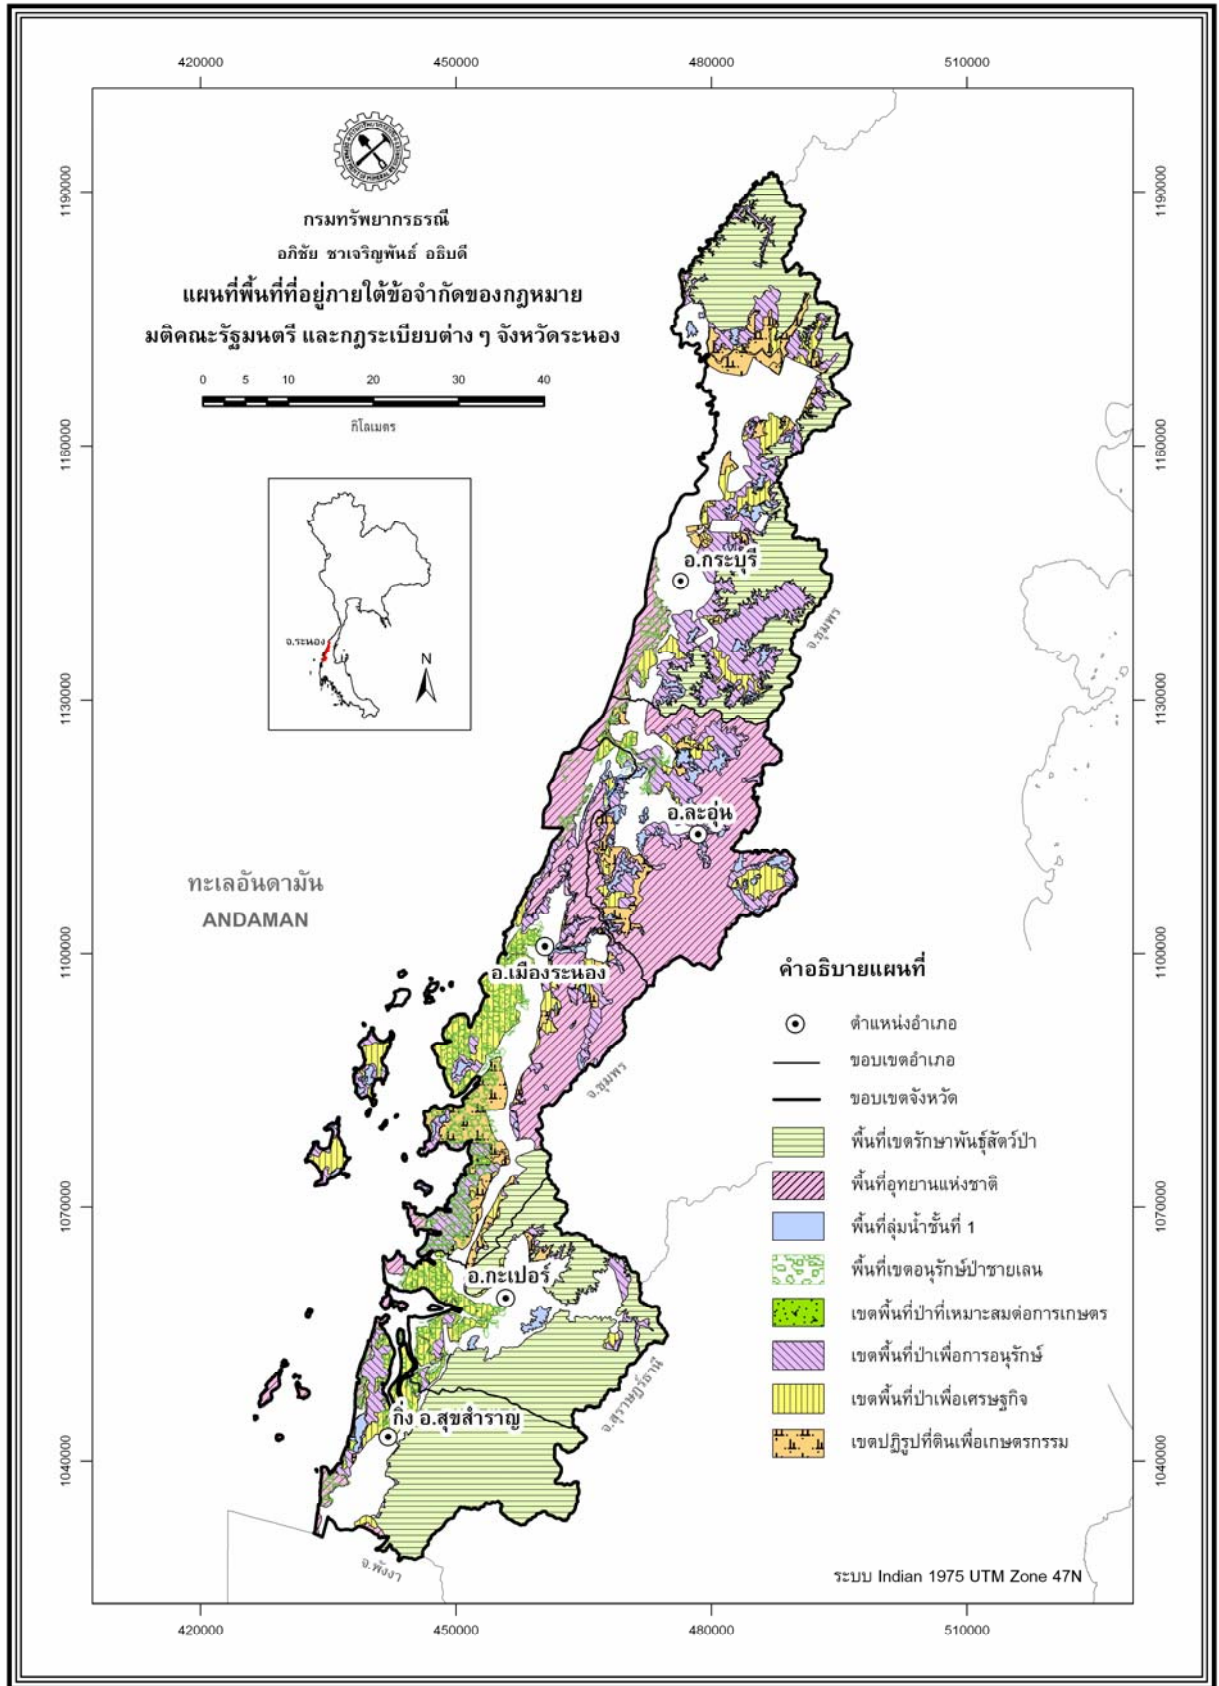 420000 450000 480000 510000
กรมทรัพยากรธรณี
อภิชัย ชวเจริญพันธ์ อธิบดี
แผนที่พื้นที่ที่อยู่ภายใต้ข้อจำกัดของกฎหมาย
มติคณะรัฐมนตรี และกฎระเบียบต่าง ๆ จังหวัดระนอง
0 5 10 20 30 40
กิโลเมตร
จ.ระนอง
N
1190000 1190000
1160000 1160000
1130000 1130000
1100000 1100000
1070000 1070000
1040000 1040000
อ.กระบุรี
จ.ชุมพร
อ.ละอุ่น
ทะเลอันดามัน
ANDAMAN
อ.เมืองระนอง
จ.ชุมพร
อ.กะเปอร์
จ.สุราษฎร์ธานี
กิ่ง อ.สุขสำราญ
จ.พังงา
คำอธิบายแผนที่
ตำแหน่งอำเภอ
ขอบเขตอำเภอ
ขอบเขตจังหวัด
พื้นที่เขตรักษาพันธุ์สัตว์ป่า
พื้นที่อุทยานแห่งชาติ
พื้นที่ลุ่มน้ำชั้นที่ 1
พื้นที่เขตอนุรักษ์ป่าชายเลน
เขตพื้นที่ป่าที่เหมาะสมต่อการเกษตร
เขตพื้นที่ป่าเพื่อการอนุรักษ์
เขตพื้นที่ป่าเพื่อเศรษฐกิจ
เขตปฏิรูปที่ดินเพื่อเกษตรกรรม
ระบบ Indian 1975 UTM Zone 47N
420000 450000 480000 510000